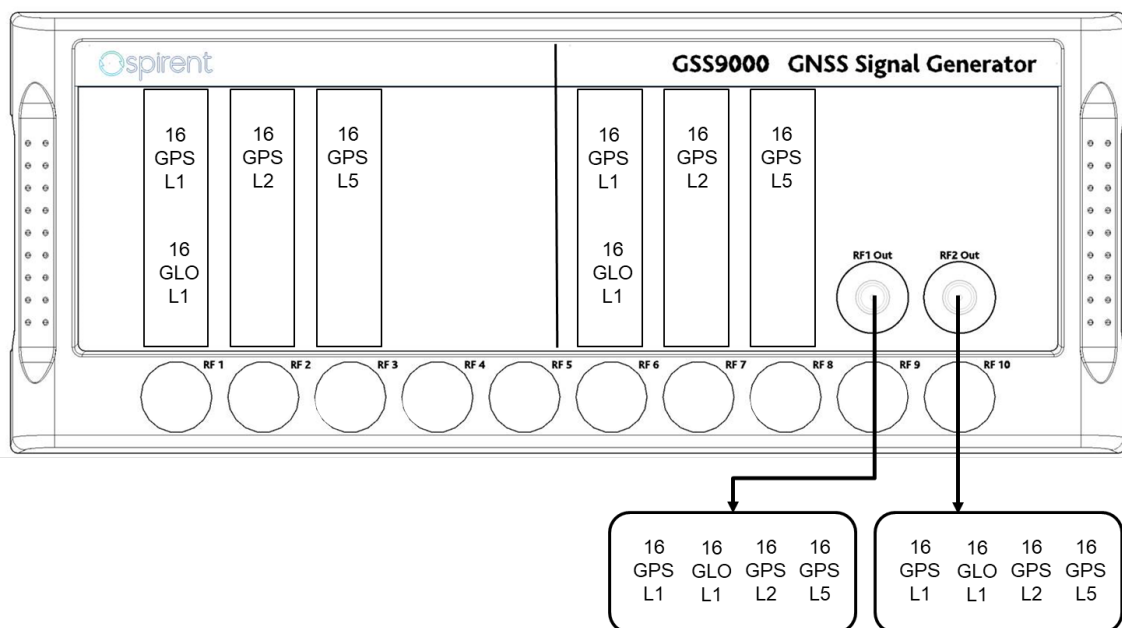 spirent
GSS9000 GNSS Signal Generator
16
GPS
L1
16
GLO
L1
16
GPS
L2
16
GPS
L5
16
GPS
L1
16
GLO
L1
16
GPS
L2
16
GPS
L5
RF1 Out
RF2 Out
RF 1
RF 2
RF 3
RF 4
RF 5
RF 6
RF 7
RF 8
RF 9
RF 10
16
GPS
L1
16
GLO
L1
16
GPS
L2
16
GPS
L5
16
GPS
L1
16
GLO
L1
16
GPS
L2
16
GPS
L5